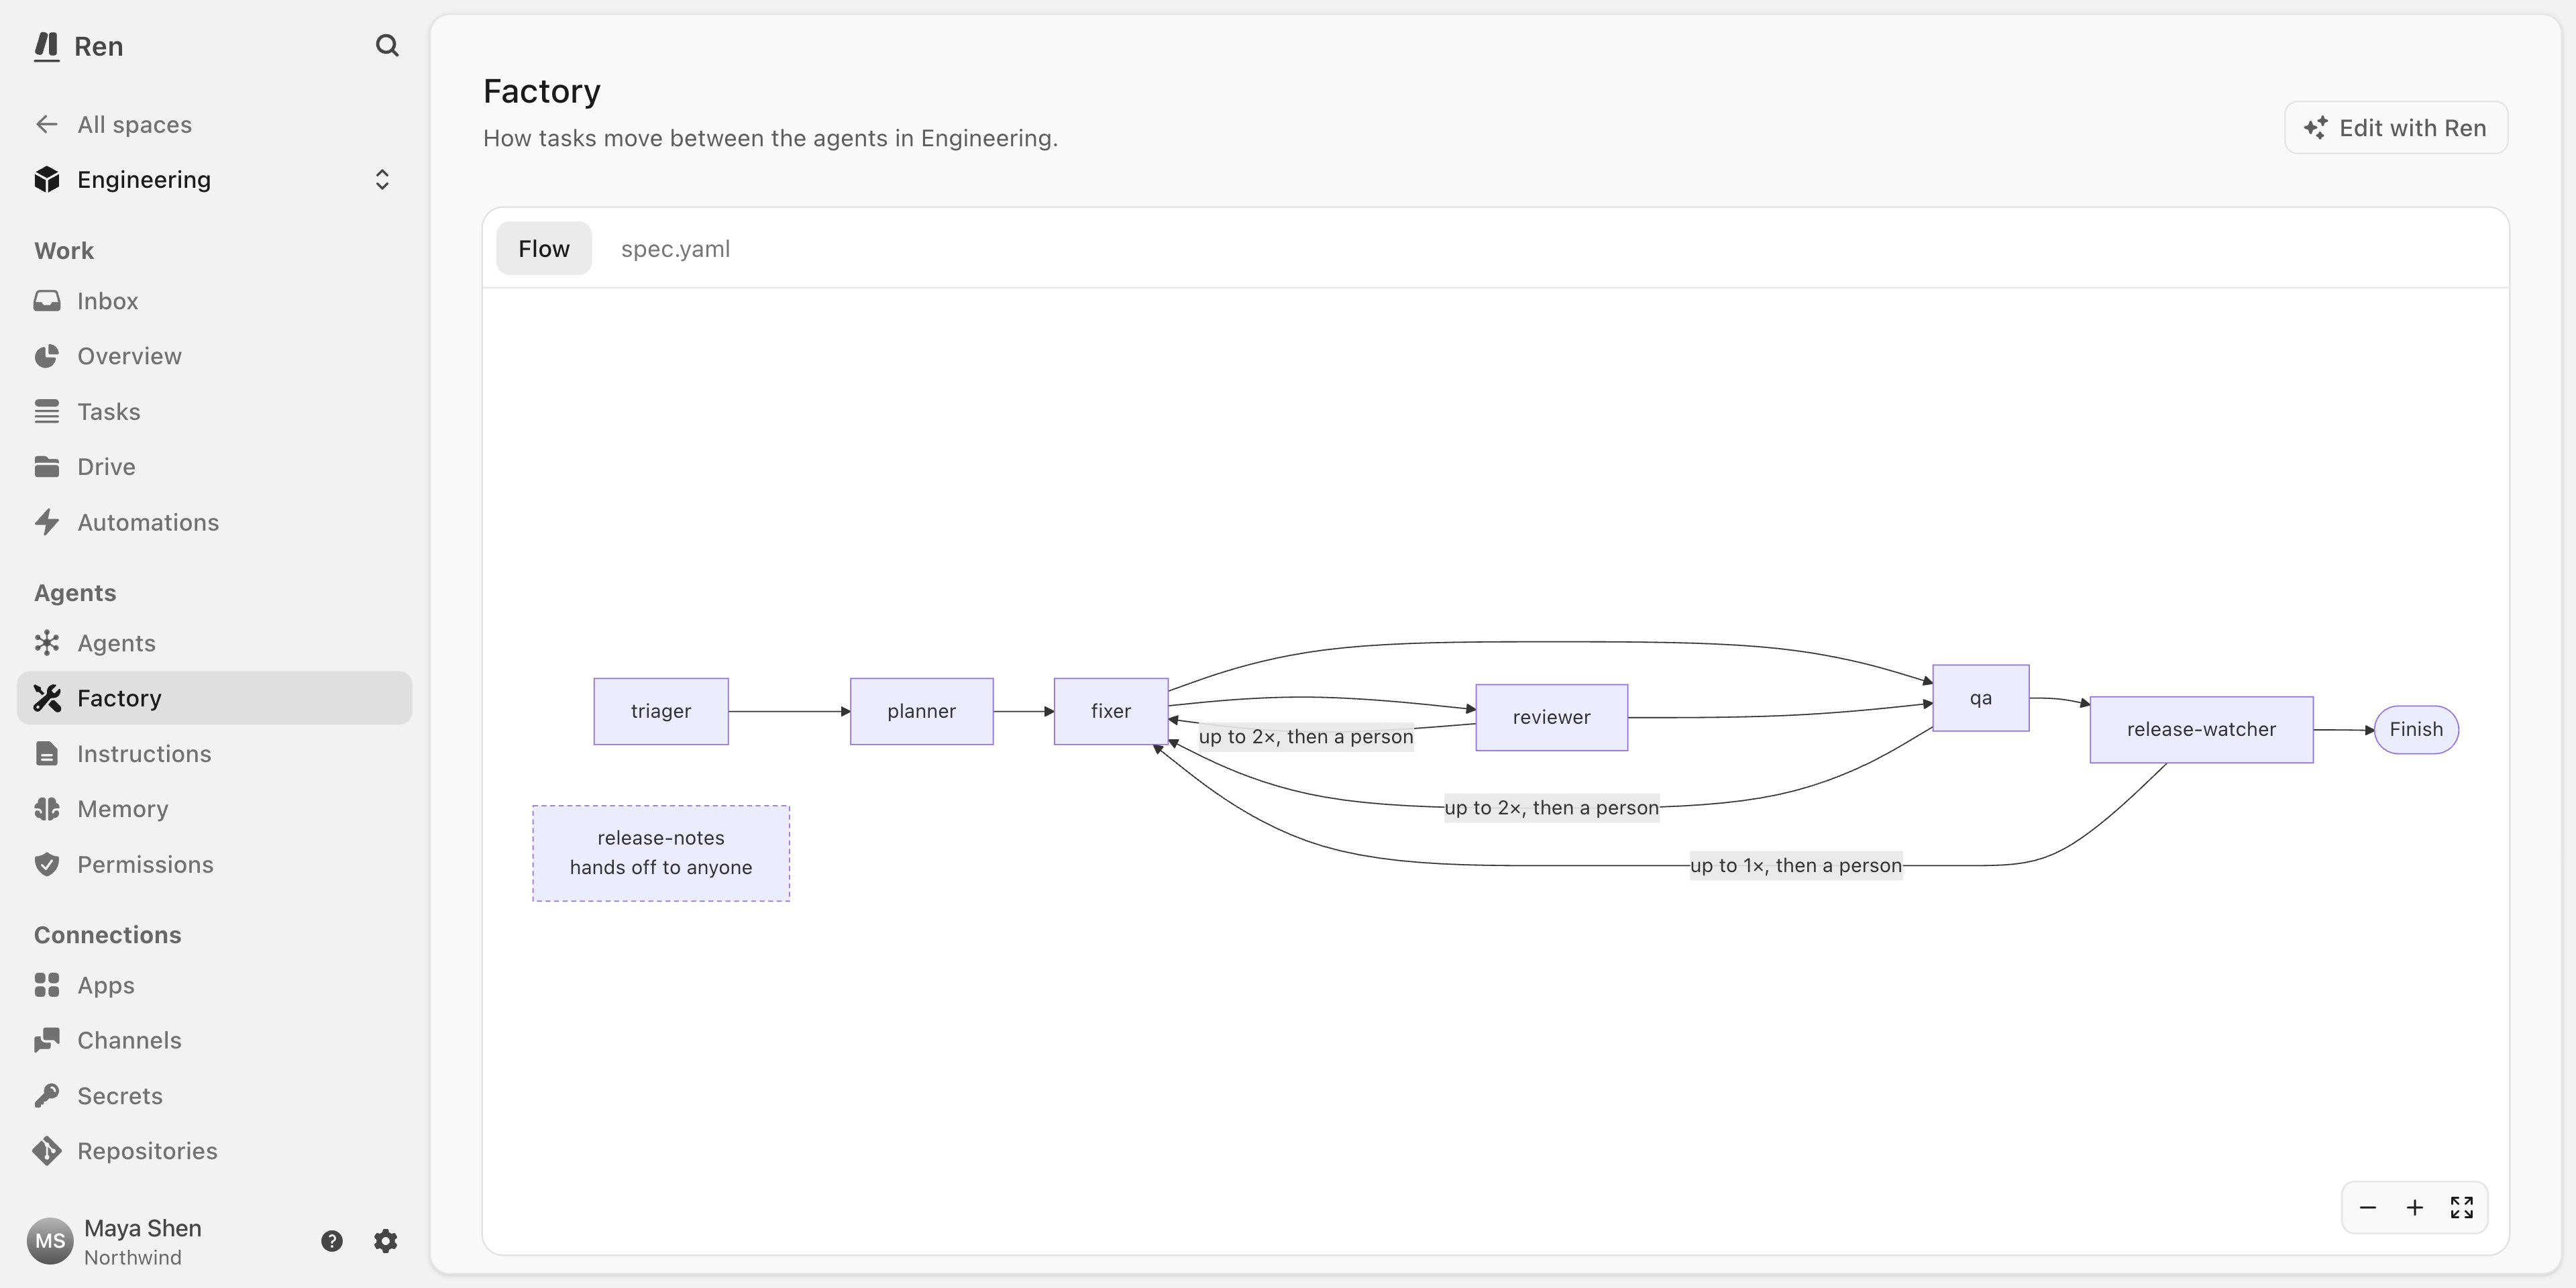 Ren
All spaces
Engineering
Work
Inbox
Overview
Tasks
Drive
Automations
Agents
Agents
Factory
Instructions
Memory
Permissions
Connections
Apps
Channels
Secrets
Repositories
MS
Maya Shen
Northwind
Factory
How tasks move between the agents in Engineering.
Edit with Ren
Flow
spec.yaml
triager
planner
fixer
reviewer
qa
release-watcher
Finish
up to 2×, then a person
up to 2×, then a person
up to 1×, then a person
release-notes
hands off to anyone